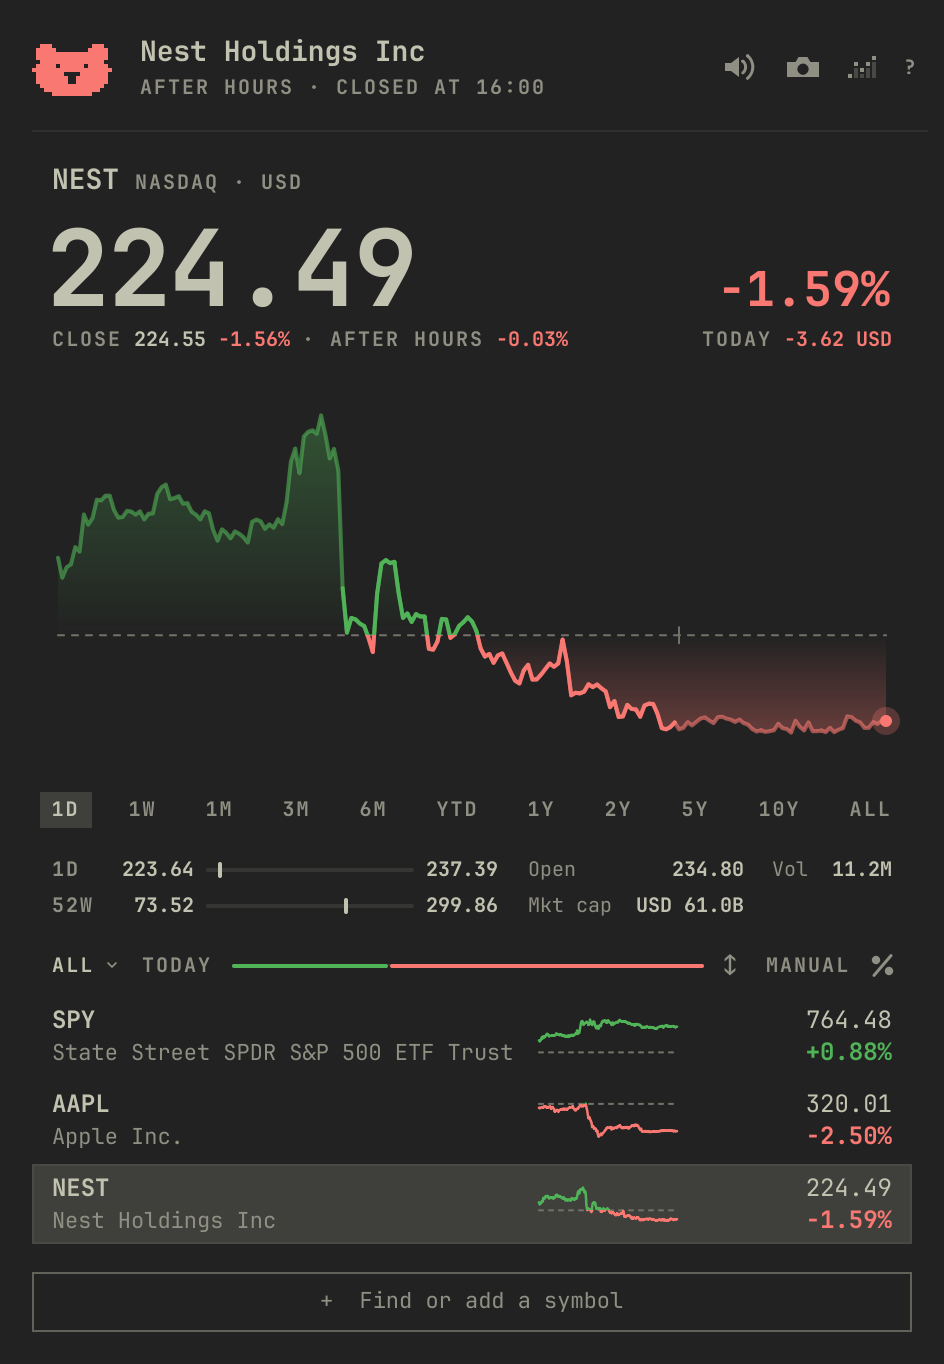 Nest Holdings Inc
AFTER HOURS · CLOSED AT 16:00
?
NEST NASDAQ · USD
224.49 -1.59%
CLOSE 224.55 -1.56% · AFTER HOURS -0.03% TODAY -3.62 USD
1D 1W 1M 3M 6M YTD 1Y 2Y 5Y 10Y ALL
1D 223.64 237.39 Open 234.80 Vol 11.2M
52W 73.52 299.86 Mkt cap USD 61.0B
ALL TODAY MANUAL %
SPY 764.48
State Street SPDR S&P 500 ETF Trust +0.88%
AAPL 320.01
Apple Inc. -2.50%
NEST 224.49
Nest Holdings Inc -1.59%
+ Find or add a symbol